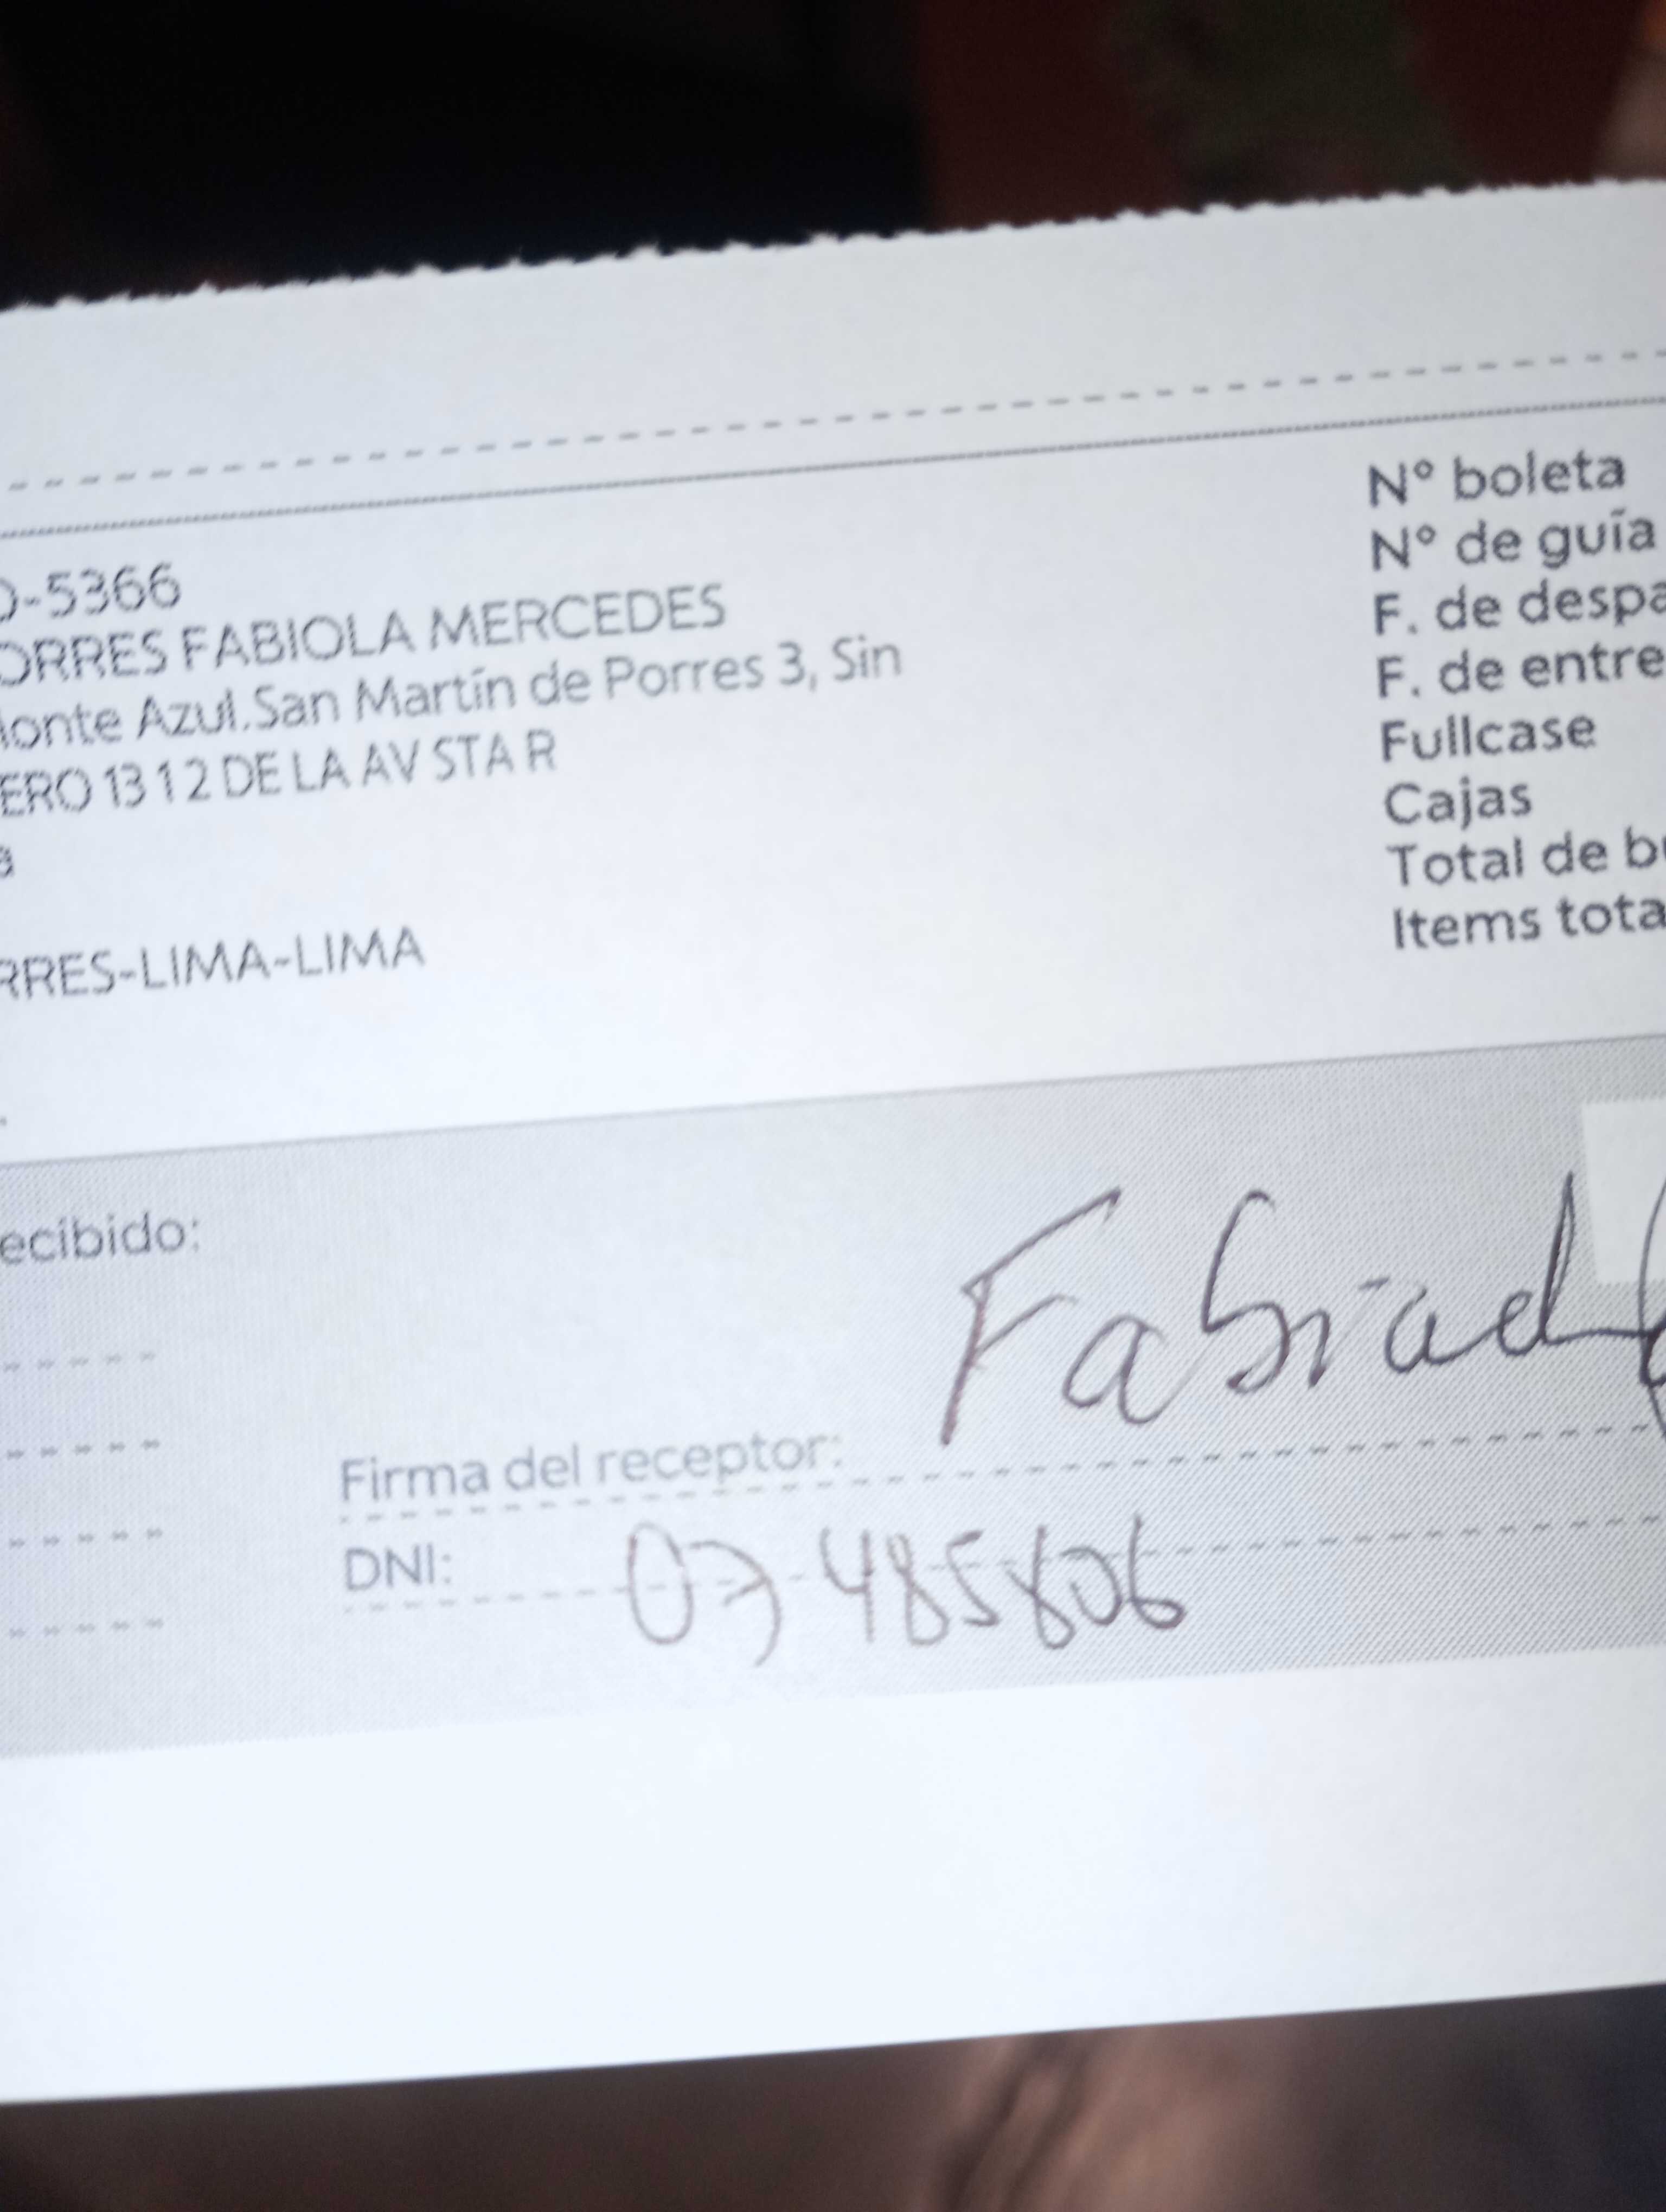 -5366
ORRES FABIOLA MERCEDES
onte Azul.San Martín de Porres 3, Sin
ERO 13 1 2 DE LA AV STA R
a
RRES-LIMA-LIMA
N° boleta
N° de guía
F. de despa
F. de entre
Fullcase
Cajas
Total de b
Items tota
ecibido:
Firma del receptor:
DNI: 07485806